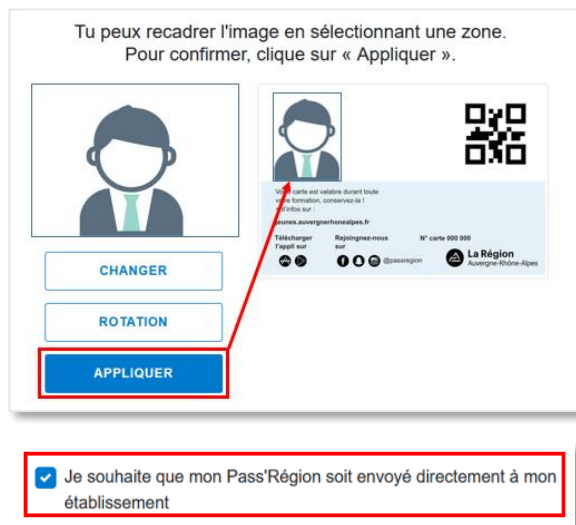 Tu peux recadrer l'image en sélectionnant une zone.
Pour confirmer, clique sur « Appliquer ».
CHANGER
ROTATION
APPLIQUER
carte est valabre durant toute
formation, conservez-la !
d'infos sur :
jeunes.auvergnerhonealpes.fr
Télécharger
l'appli sur
Rejoingnez-nous
sur
@passregion
N° carte 000 000
La Région
Auvergne-Rhône-Alpes
Je souhaite que mon Pass'Région soit envoyé directement à mon
établissement